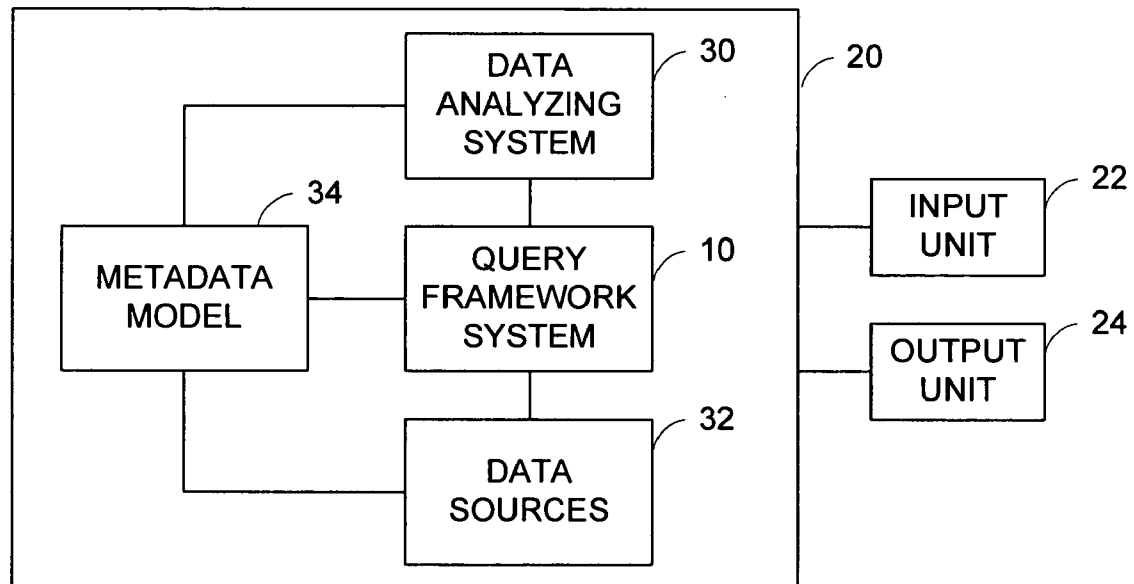 DATA
ANALYZING
SYSTEM
30
20
34
METADATA
MODEL
QUERY
FRAMEWORK
SYSTEM
10
INPUT
UNIT
22
OUTPUT
UNIT
24
DATA
SOURCES
32